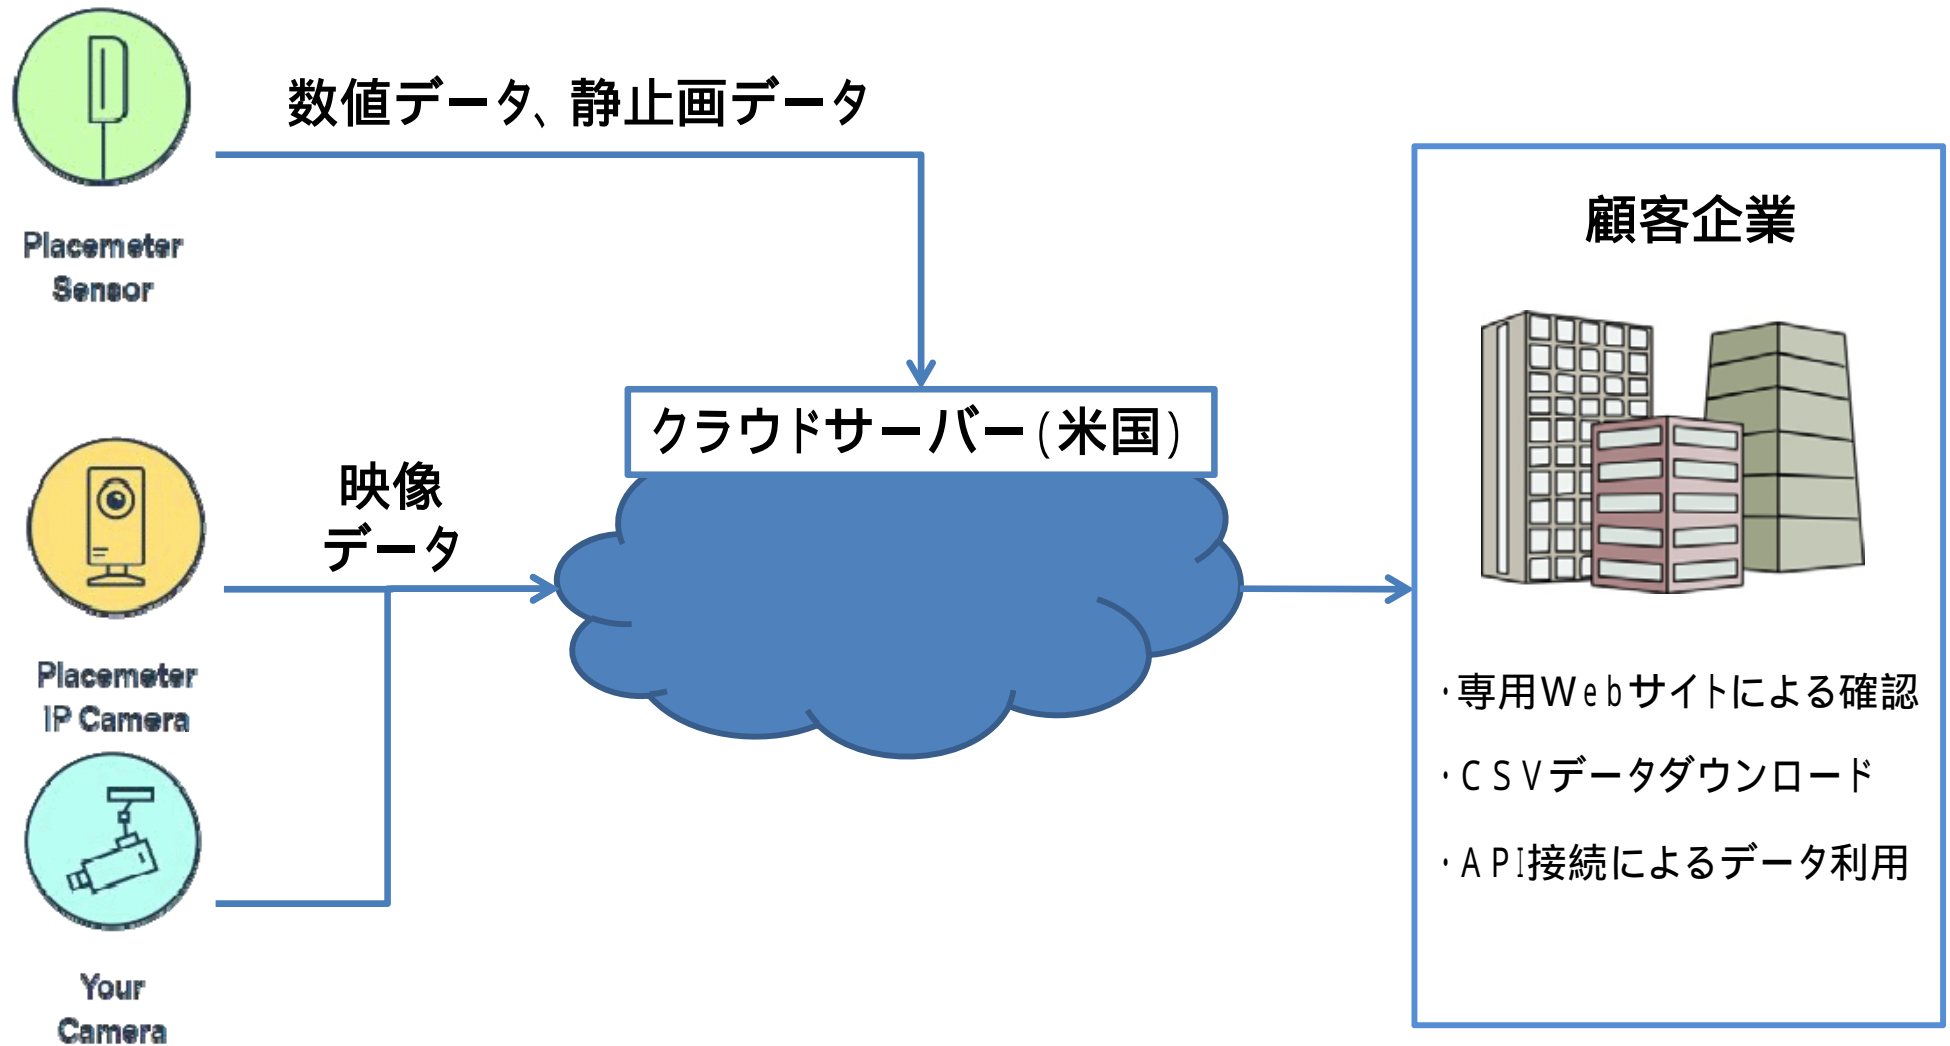 数値データ、静止画データ
Placemeter
Sensor
顧客企業
クラウドサーバー(米国)
映像
データ
Placemeter
IP Camera
・専用Webサイトによる確認
・CSVデータダウンロード
・API接続によるデータ利用
Your
Camera